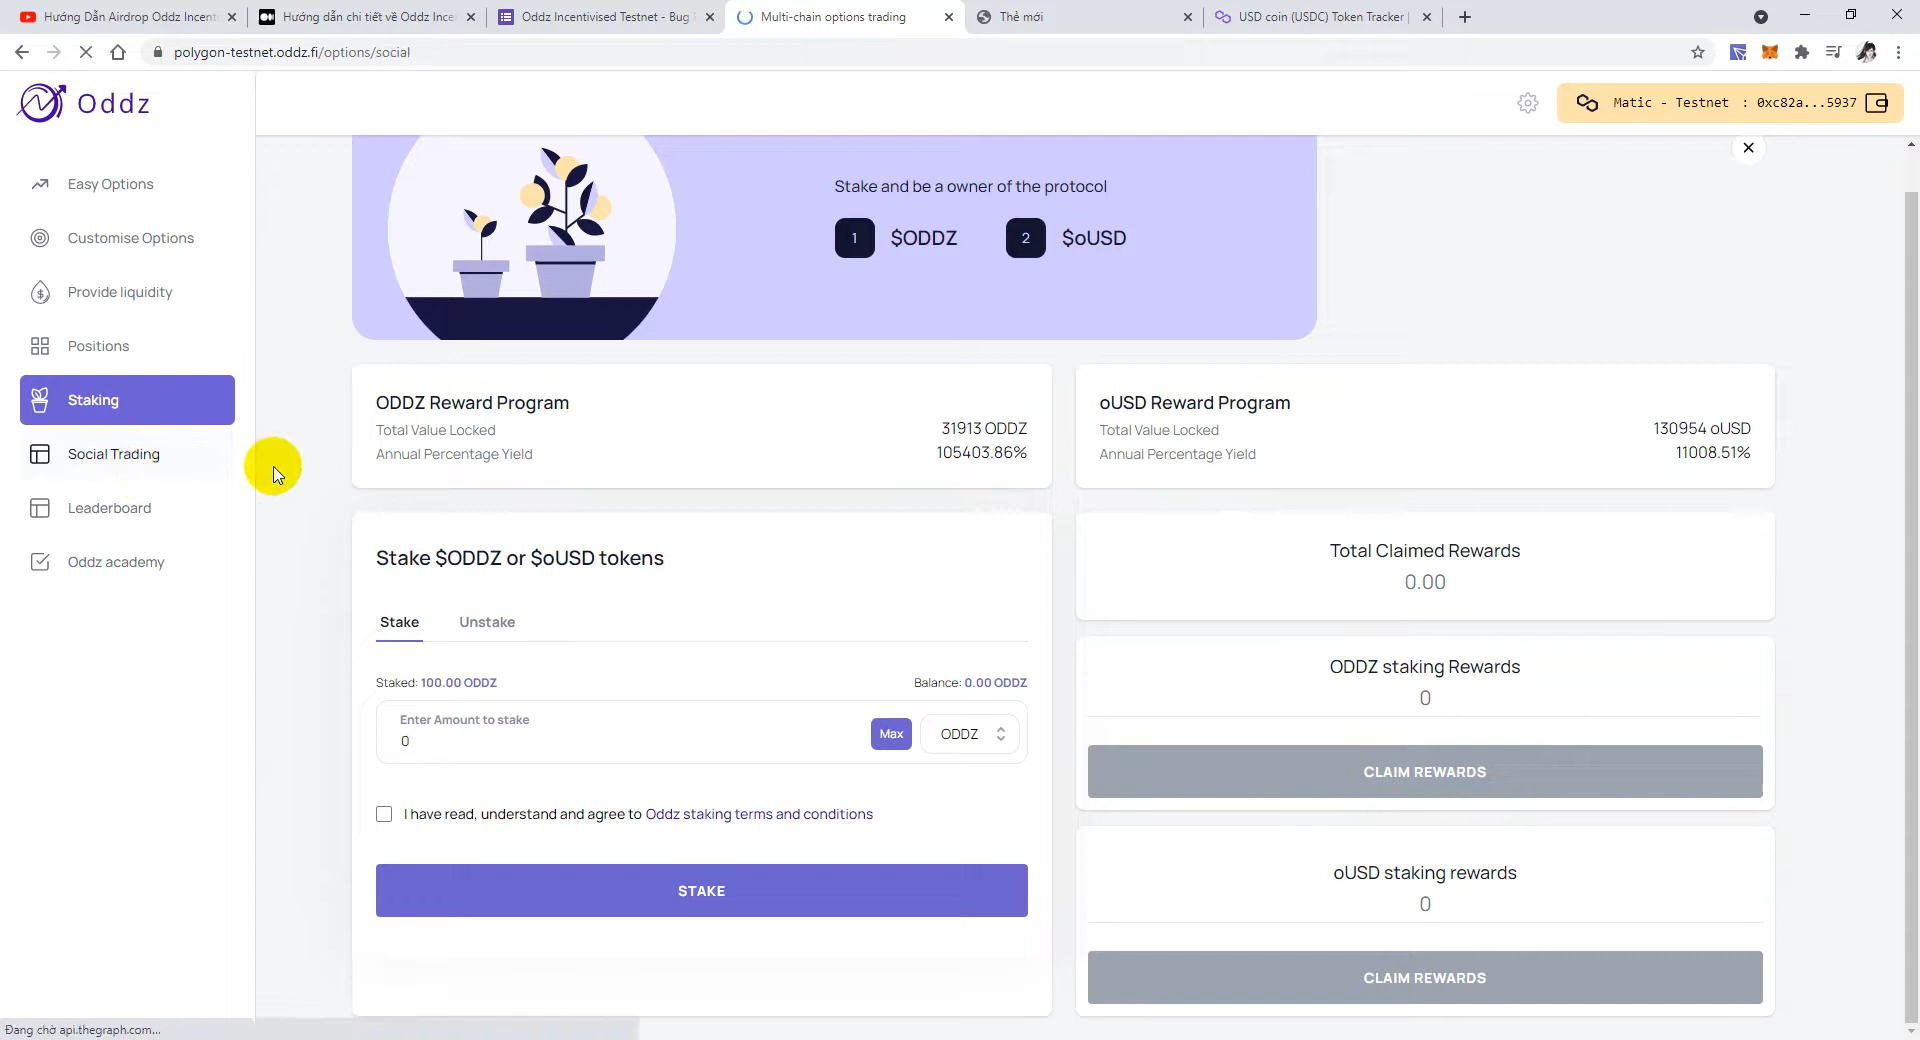 Hướng Dẫn Airdrop Oddz Incent
Hướng dẫn chi tiết về Oddz Ince
Oddz Incentivised Testnet - Bug
Multi-chain options trading
Thẻ mới
USD coin (USDC) Token Tracker |
polygon-testnet.oddz.fi/options/social
Oddz
Matic - Testnet : 0xc82a...5937
Easy Options
Customise Options
Provide liquidity
Positions
Staking
Social Trading
Leaderboard
Oddz academy
Stake and be a owner of the protocol
1 $ODDZ 2 $oUSD
ODDZ Reward Program
Total Value Locked 31913 ODDZ
Annual Percentage Yield 105403.86%
oUSD Reward Program
Total Value Locked 130954 oUSD
Annual Percentage Yield 11008.51%
Stake $ODDZ or $oUSD tokens
Stake Unstake
Staked: 100.00 ODDZ Balance: 0.00 ODDZ
Enter Amount to stake
0
Max ODDZ
I have read, understand and agree to Oddz staking terms and conditions
STAKE
Total Claimed Rewards
0.00
ODDZ staking Rewards
0
CLAIM REWARDS
oUSD staking rewards
0
CLAIM REWARDS
Đang chờ api.thegraph.com...